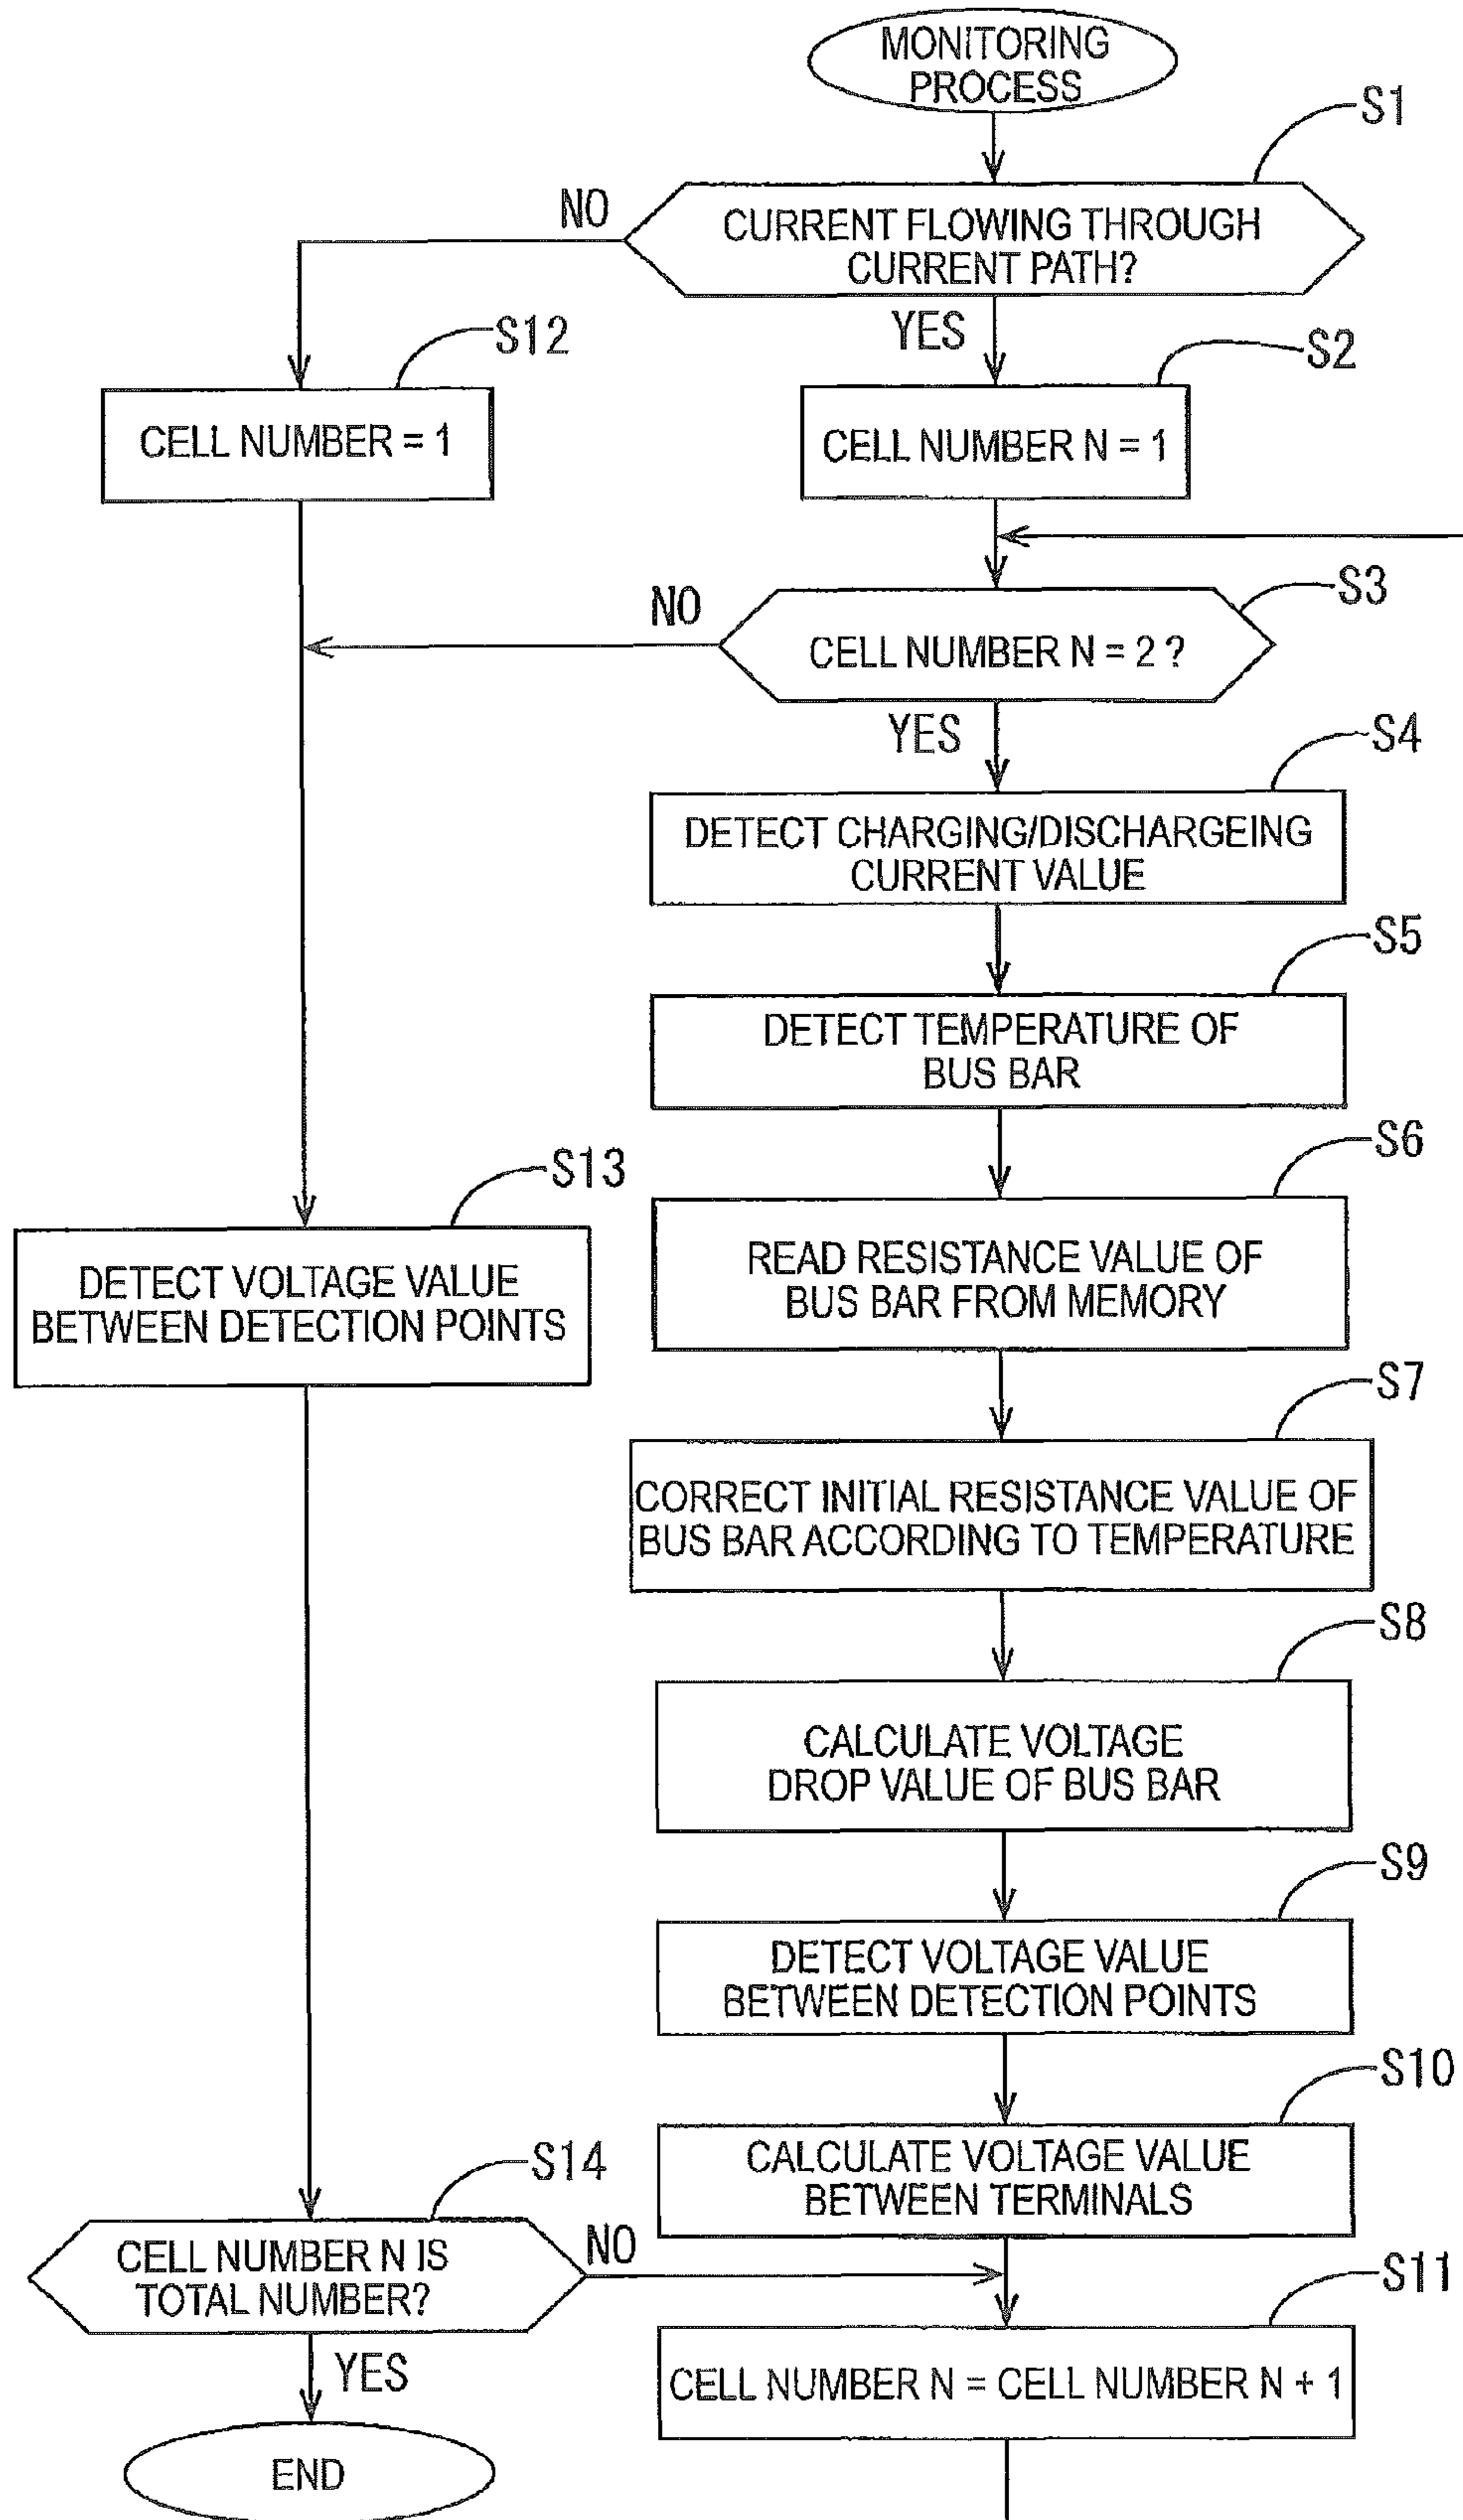 MONITORING
PROCESS
S1
NO
CURRENT FLOWING THROUGH
CURRENT PATH?
YES
S12
S2
CELL NUMBER = 1
CELL NUMBER N = 1
S3
NO
CELL NUMBER N = 2 ?
YES
S4
DETECT CHARGING/DISCHARGEING
CURRENT VALUE
S5
DETECT TEMPERATURE OF
BUS BAR
S6
S13
READ RESISTANCE VALUE OF
BUS BAR FROM MEMORY
DETECT VOLTAGE VALUE
BETWEEN DETECTION POINTS
S7
CORRECT INITIAL RESISTANCE VALUE OF
BUS BAR ACCORDING TO TEMPERATURE
S8
CALCULATE VOLTAGE
DROP VALUE OF BUS BAR
S9
DETECT VOLTAGE VALUE
BETWEEN DETECTION POINTS
S10
CALCULATE VOLTAGE VALUE
BETWEEN TERMINALS
S14
CELL NUMBER N IS
TOTAL NUMBER?
NO
S11
YES
CELL NUMBER N = CELL NUMBER N + 1
END